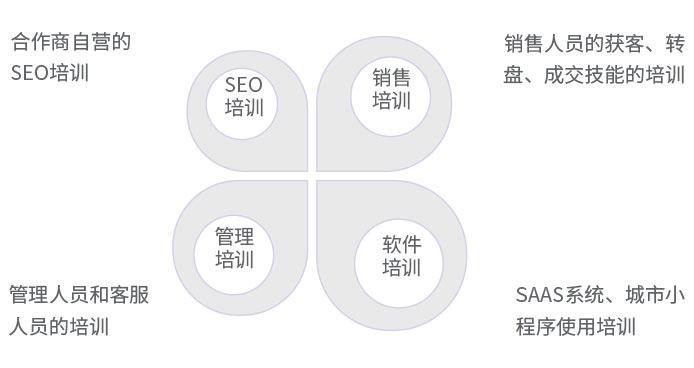 合作商自营的
SEO培训
SEO
培训
销售
培训
销售人员的获客、转
盘、成交技能的培训
管理
培训
管理人员和客服
人员的培训
软件
培训
SAAS系统、城市小
程序使用培训